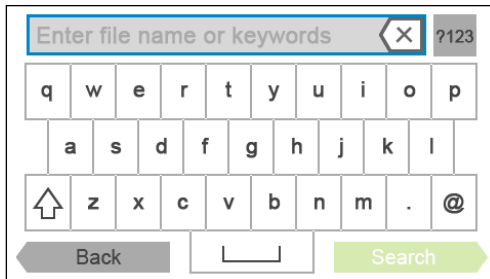 Enter file name or keywords ?123
q w e r t y u i o p
a s d f g h j k l
z x c v b n m . @
Back Search